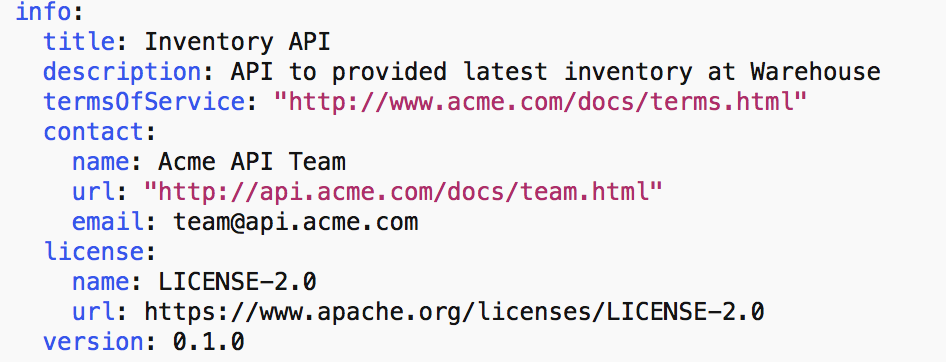 info:
  title: Inventory API
  description: API to provided latest inventory at Warehouse
  termsOfService: "http://www.acme.com/docs/terms.html"
  contact:
    name: Acme API Team
    url: "http://api.acme.com/docs/team.html"
    email: team@api.acme.com
  license:
    name: LICENSE-2.0
    url: https://www.apache.org/licenses/LICENSE-2.0
  version: 0.1.0